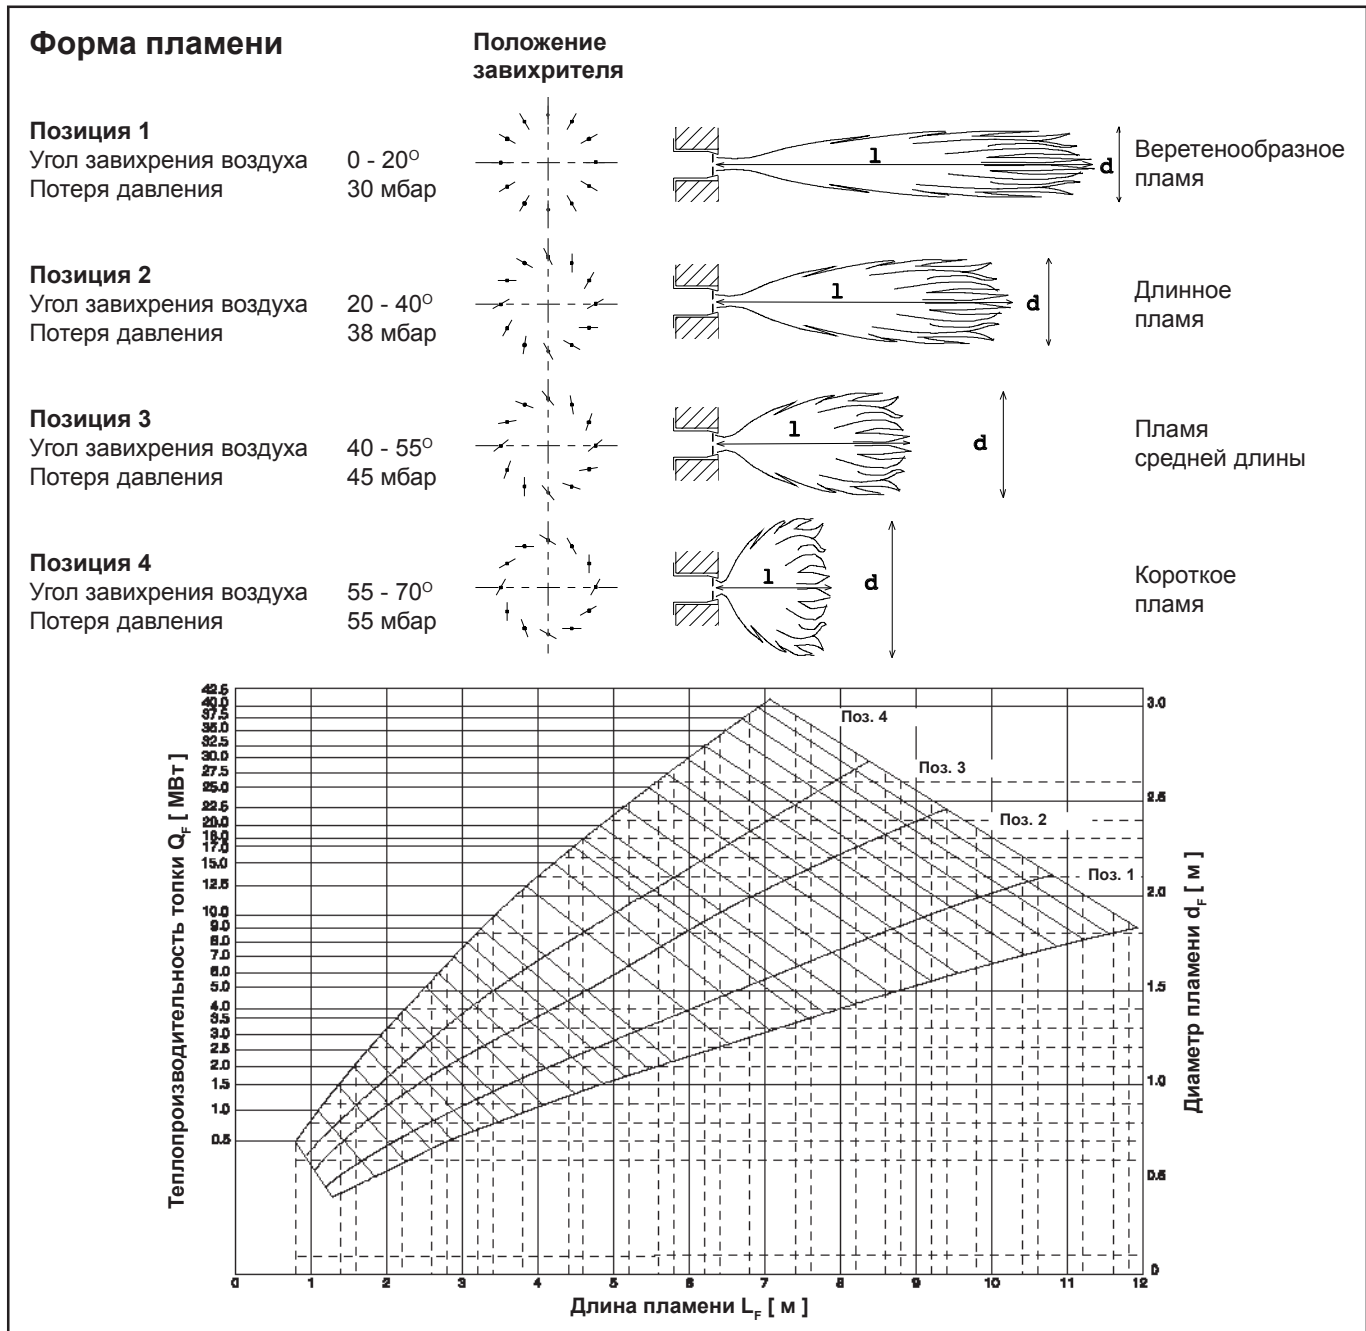 Форма пламени
Положение
завихрителя
Позиция 1
Угол завихрения воздуха 0 - 20°
Потеря давления 30 мбар
l
d
Веретенообразное
пламя
Позиция 2
Угол завихрения воздуха 20 - 40°
Потеря давления 38 мбар
l
d
Длинное
пламя
Позиция 3
Угол завихрения воздуха 40 - 55°
Потеря давления 45 мбар
l
d
Пламя
средней длины
Позиция 4
Угол завихрения воздуха 55 - 70°
Потеря давления 55 мбар
l
d
Короткое
пламя
Теплопроизводительность топки Q_F [ МВт ]
42.5
40.0
37.5
35.0
32.5
30.0
27.5
25.0
22.5
20.0
18.0
17.0
15.0
12.5
10.0
9.0
8.0
7.0
6.0
5.0
4.0
3.5
3.0
2.5
2.0
1.5
1.0
0.5
Поз. 4
Поз. 3
Поз. 2
Поз. 1
3.0
2.5
2.0
1.5
1.0
0.5
0
Диаметр пламени d_F [ м ]
0 1 2 3 4 5 6 7 8 9 10 11 12
Длина пламени L_F [ м ]